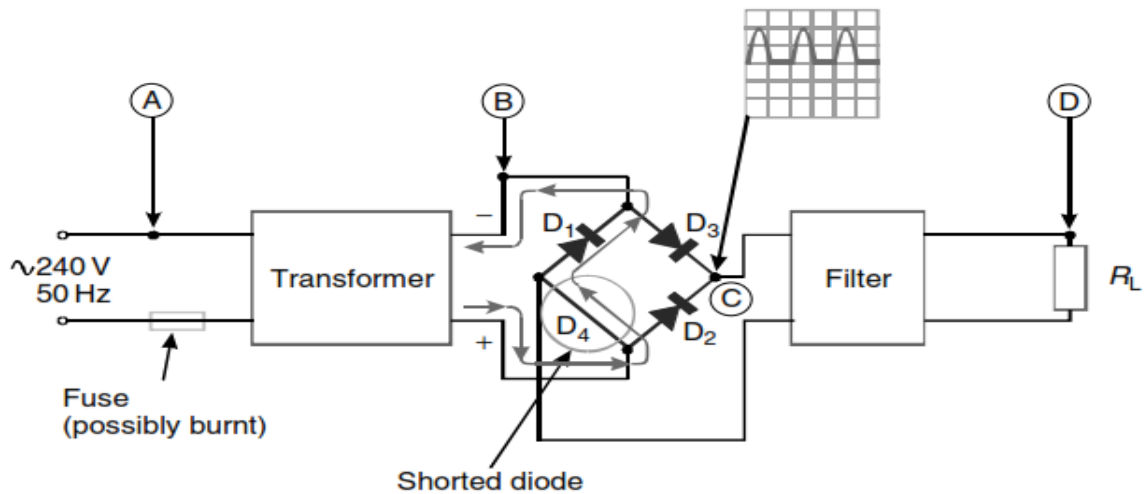 A
B
D
−
D1
D3
∿240 V
50 Hz
Transformer
Filter
RL
C
D4
D2
+
Fuse
(possibly burnt)
Shorted diode